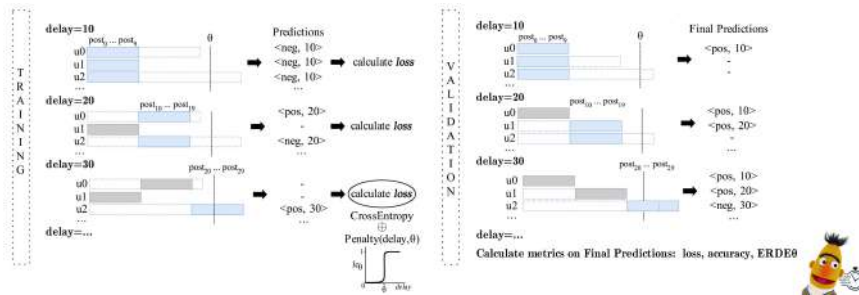 TRAINING
delay=10
post0 ... post9
θ
Predictions
u0
u1
u2
...
<neg, 10>
<neg, 10>
<neg, 10>
...
calculate loss
delay=20
post10 ... post19
u0
u1
u2
...
<pos, 20>
-
<neg, 20>
...
calculate loss
delay=30
post20 ... post29
u0
u1
u2
...
-
-
<pos, 30>
...
calculate loss
CrossEntropy
⊕
Penalty(delay,θ)
1
0
θ
delay
delay=...
VALIDATION
delay=10
post0 ... post9
θ
Final Predictions
u0
u1
u2
...
<pos, 10>
-
-
delay=20
post10 ... post19
u0
u1
u2
...
<pos, 10>
<pos, 20>
-
...
delay=30
post20 ... post29
u0
u1
u2
...
<pos, 10>
<pos, 20>
<neg, 30>
...
delay=...
Calculate metrics on Final Predictions: loss, accuracy, ERDEθ